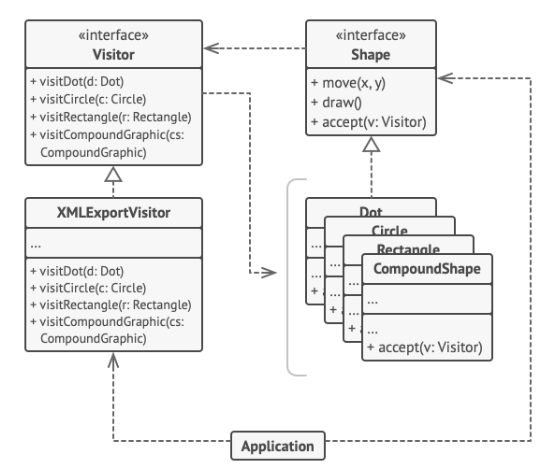 «interface»
Visitor
+ visitDot(d: Dot)
+ visitCircle(c: Circle)
+ visitRectangle(r: Rectangle)
+ visitCompoundGraphic(cs:
CompoundGraphic)
«interface»
Shape
+ move(x, y)
+ draw()
+ accept(v: Visitor)
XMLExportVisitor
...
+ visitDot(d: Dot)
+ visitCircle(c: Circle)
+ visitRectangle(r: Rectangle)
+ visitCompoundGraphic(cs:
CompoundGraphic)
Dot
...
...
+ a
Circle
...
...
+ a
Rectangle
...
...
+ a
CompoundShape
...
...
+ accept(v: Visitor)
Application